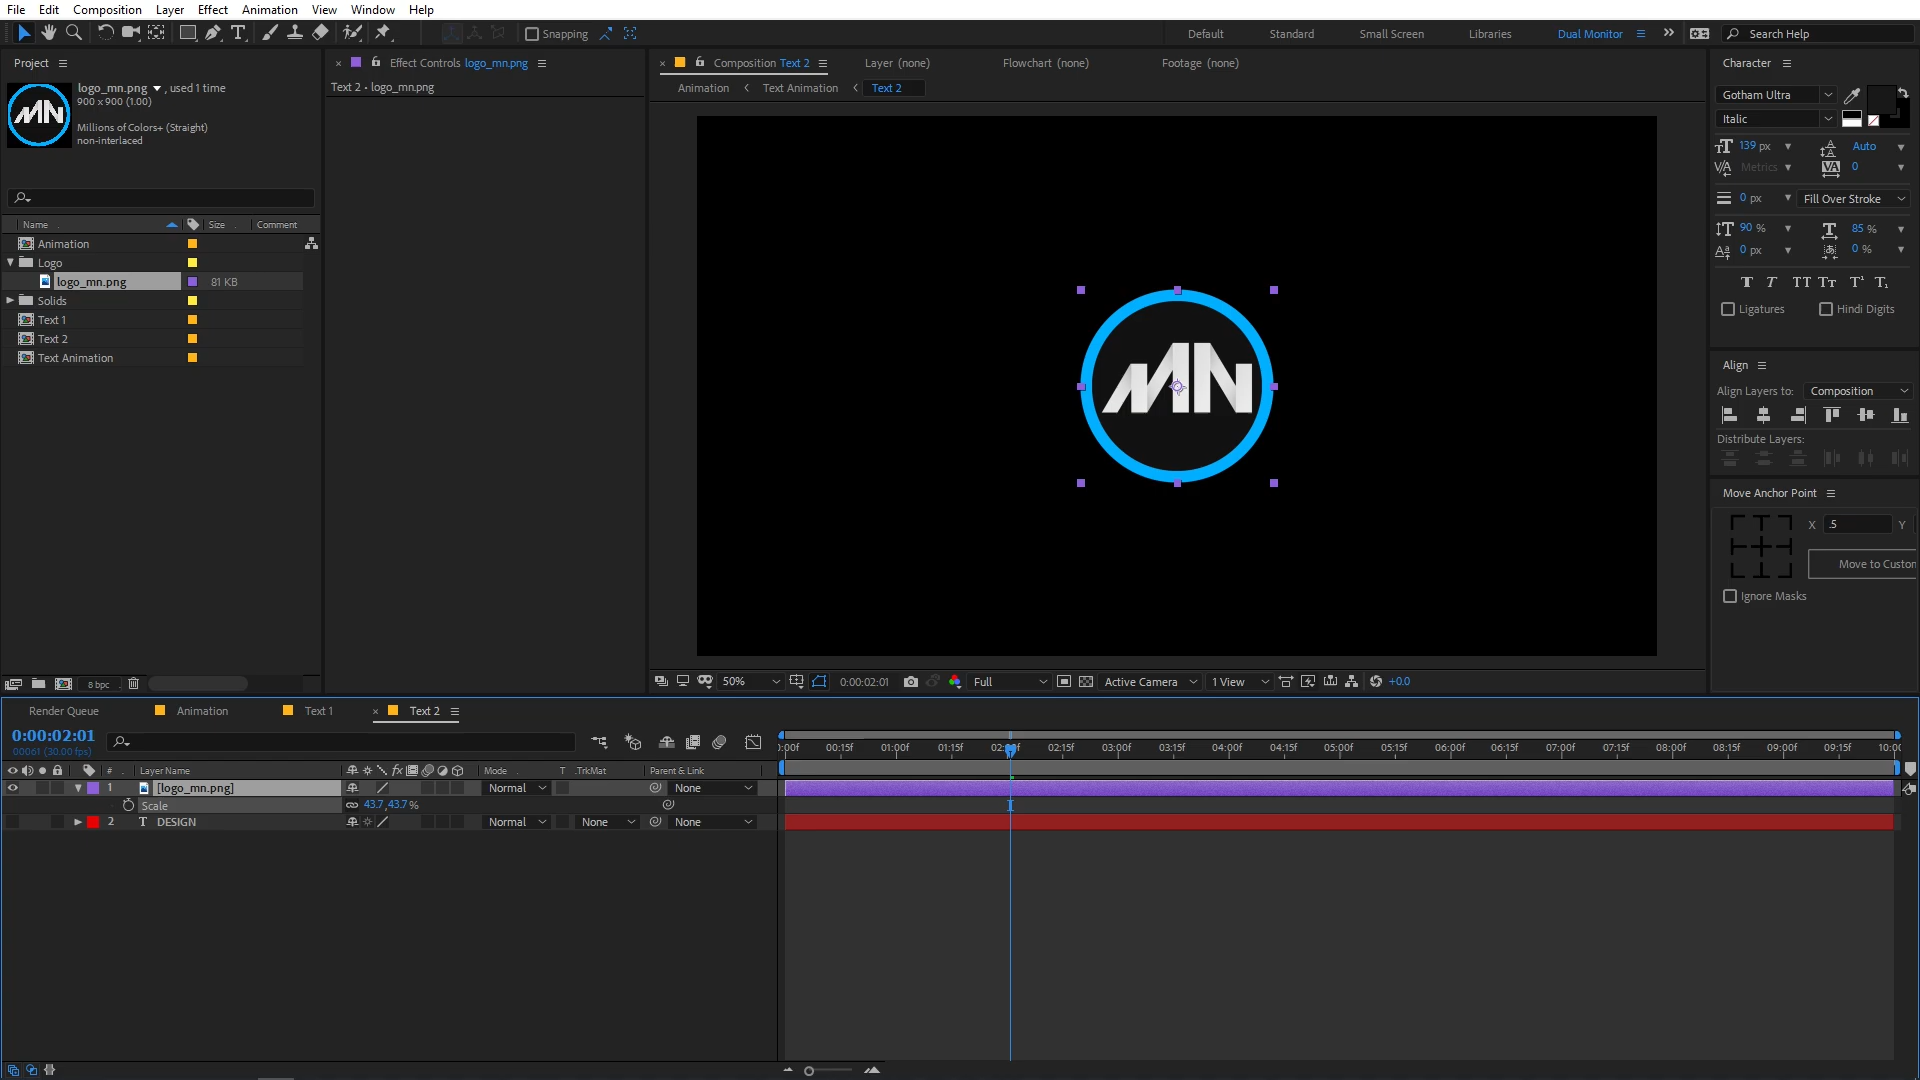 File Edit Composition Layer Effect Animation View Window Help
Snapping
Default Standard Small Screen Libraries Dual Monitor Search Help
Project
logo_mn.png , used 1 time
900 x 900 (1.00)
Millions of Colors+ (Straight)
non-interlaced
Name Size Comment
Animation
Logo
logo_mn.png 81 KB
Solids
Text 1
Text 2
Text Animation
8 bpc
Effect Controls logo_mn.png
Text 2 • logo_mn.png
Composition Text 2 Layer (none) Flowchart (none) Footage (none)
Animation Text Animation Text 2
MN
50% 0:00:02:01 Full Active Camera 1 View +0.0
Character
Gotham Ultra
Italic
139 px Auto
Metrics 0
0 px Fill Over Stroke
90 % 85 %
0 px 0 %
Ligatures Hindi Digits
Align
Align Layers to: Composition
Distribute Layers:
Move Anchor Point
X .5 Y
Move to Custon
Ignore Masks
Render Queue Animation Text 1 Text 2
0:00:02:01
00061 (30.00 fps)
:00f 00:15f 01:00f 01:15f 02:00f 02:15f 03:00f 03:15f 04:00f 04:15f 05:00f 05:15f 06:00f 06:15f 07:00f 07:15f 08:00f 08:15f 09:00f 09:15f 10:00
# Layer Name Mode T .TrkMat Parent & Link
1 [logo_mn.png] Normal None
Scale 43.7,43.7%
2 T DESIGN Normal None None